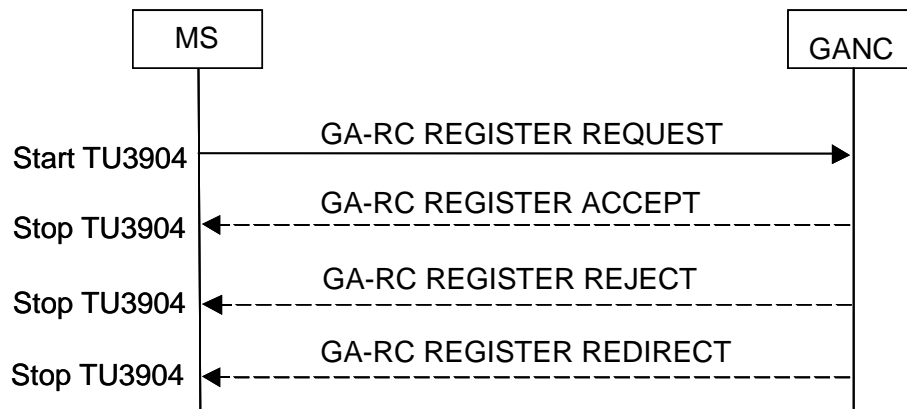 MS
GANC
GA-RC REGISTER REQUEST
Start TU3904
GA-RC REGISTER ACCEPT
Stop TU3904
GA-RC REGISTER REJECT
Stop TU3904
GA-RC REGISTER REDIRECT
Stop TU3904